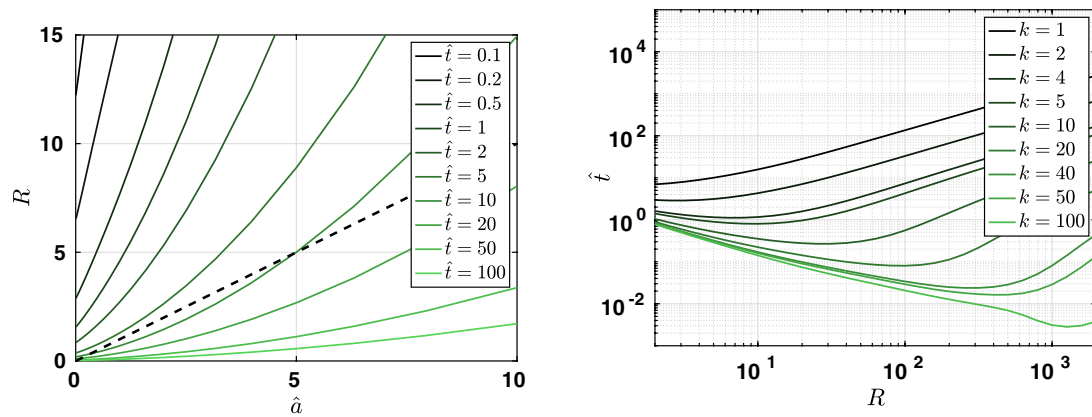 15
10
5
0
R
0
5
10
â
t̂ = 0.1
t̂ = 0.2
t̂ = 0.5
t̂ = 1
t̂ = 2
t̂ = 5
t̂ = 10
t̂ = 20
t̂ = 50
t̂ = 100
10^4
10^2
10^0
10^-2
t̂
10^1
10^2
10^3
R
k = 1
k = 2
k = 4
k = 5
k = 10
k = 20
k = 40
k = 50
k = 100